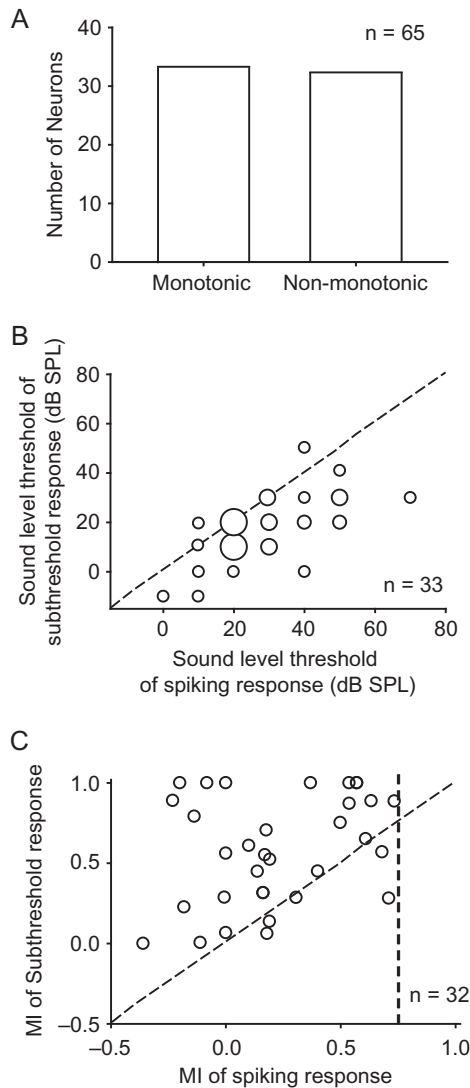 A
Number of Neurons
40
30
20
10
0
n = 65
Monotonic
Non-monotonic
B
Sound level threshold of
subthreshold response (dB SPL)
80
60
40
20
0
n = 33
0
20
40
60
80
Sound level threshold
of spiking response (dB SPL)
C
MI of Subthreshold response
1.0
0.5
0.0
–0.5
n = 32
–0.5
0.0
0.5
1.0
MI of spiking response